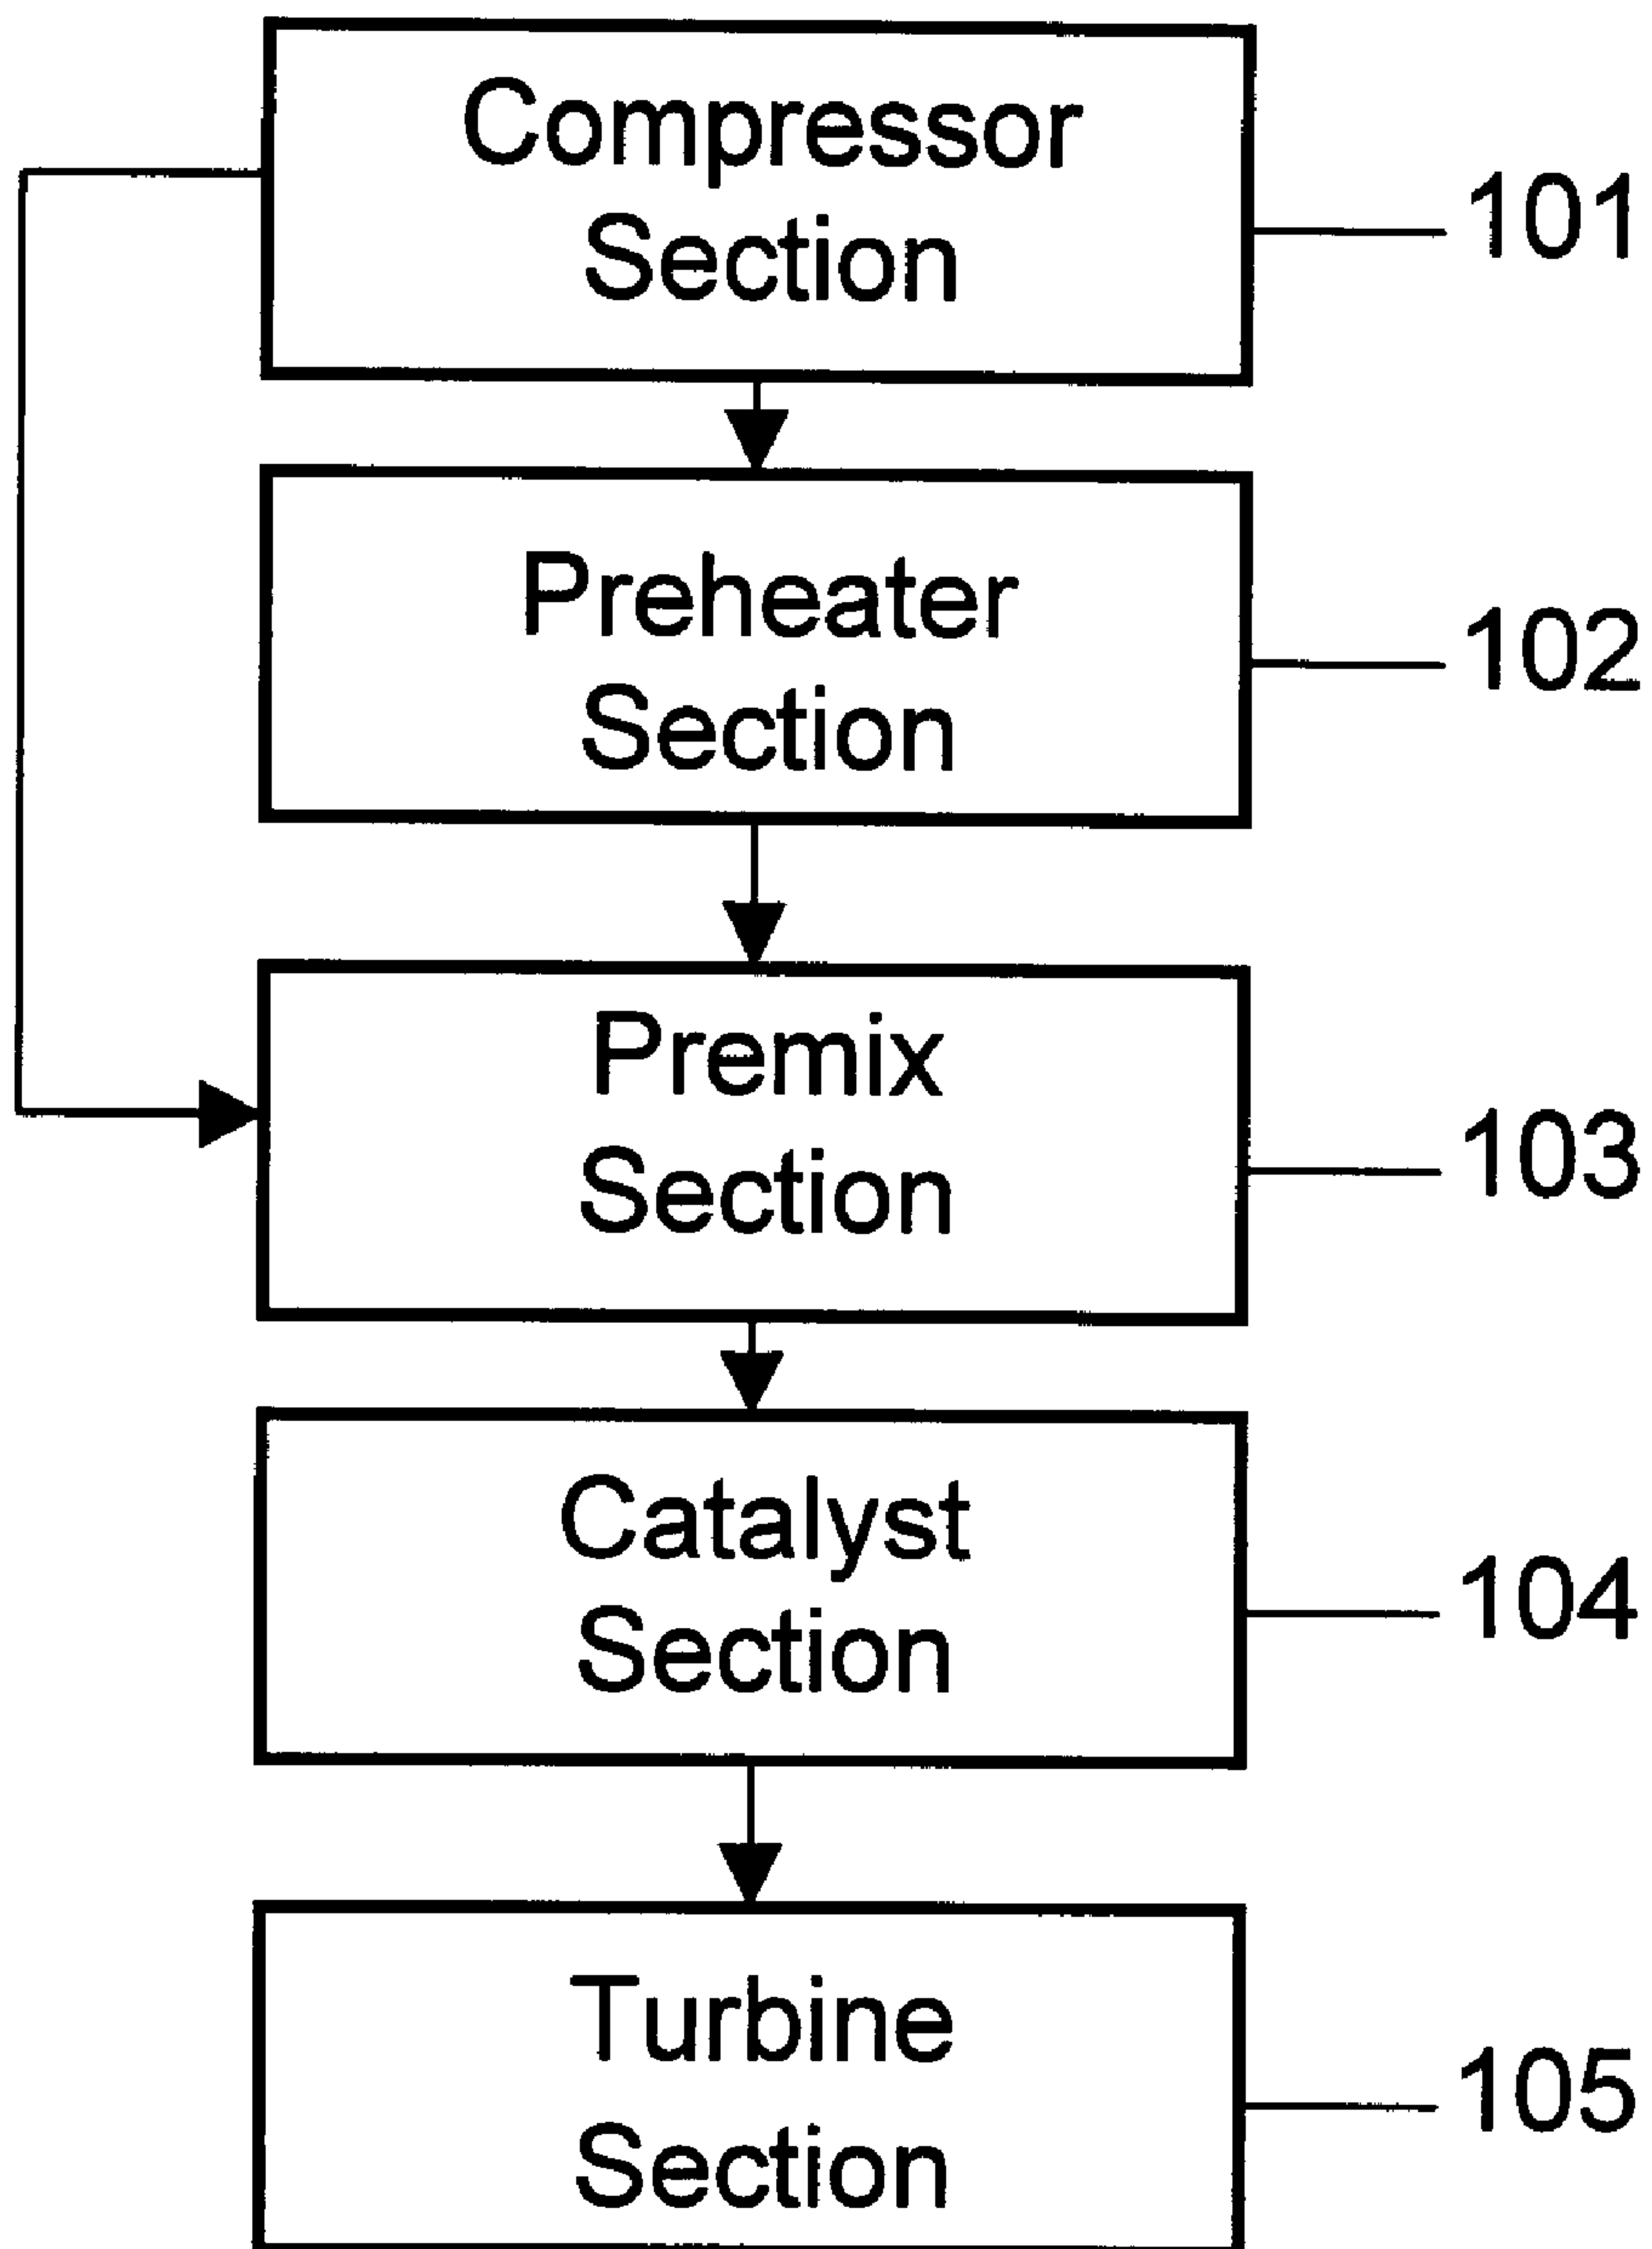 Compressor
Section
101
Preheater
Section
102
Premix
Section
103
Catalyst
Section
104
Turbine
Section
105